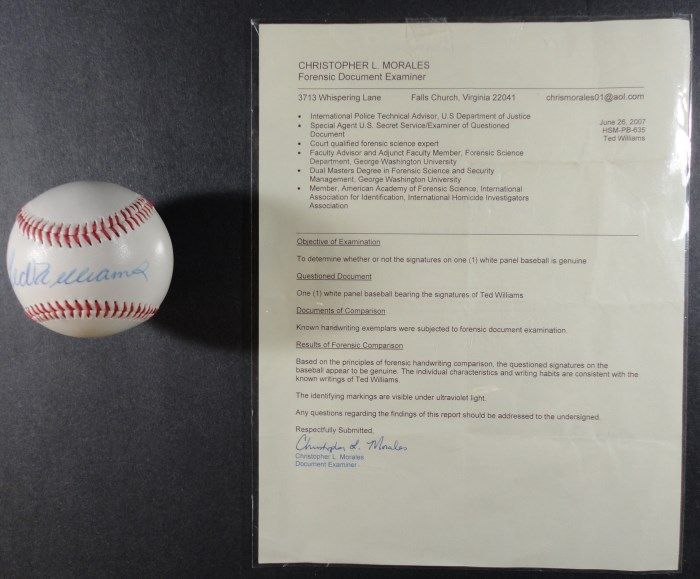 Ted Williams
CHRISTOPHER L. MORALES
Forensic Document Examiner
3713 Whispering Lane Falls Church, Virginia 22041 chrismorales01@aol.com
• International Police Technical Advisor, U.S Department of Justice
• Special Agent U.S. Secret Service/Examiner of Questioned
Document
• Court qualified forensic science expert
• Faculty Advisor and Adjunct Faculty Member, Forensic Science
Department, George Washington University
• Dual Masters Degree in Forensic Science and Security
Management, George Washington University
• Member, American Academy of Forensic Science, International
Association for Identification, International Homicide Investigators
Association
June 26, 2007
HSM-PB-635
Ted Williams
Objective of Examination
To determine whether or not the signatures on one (1) white panel baseball is genuine
Questioned Document
One (1) white panel baseball bearing the signatures of Ted Williams
Documents of Comparison
Known handwriting exemplars were subjected to forensic document examination.
Results of Forensic Comparison
Based on the principles of forensic handwriting comparison, the questioned signatures on the
baseball appear to be genuine. The individual characteristics and writing habits are consistent with the
known writings of Ted Williams.
The identifying markings are visible under ultraviolet light.
Any questions regarding the findings of this report should be addressed to the undersigned.
Respectfully Submitted,
Christopher L. Morales
Christopher L. Morales
Document Examiner